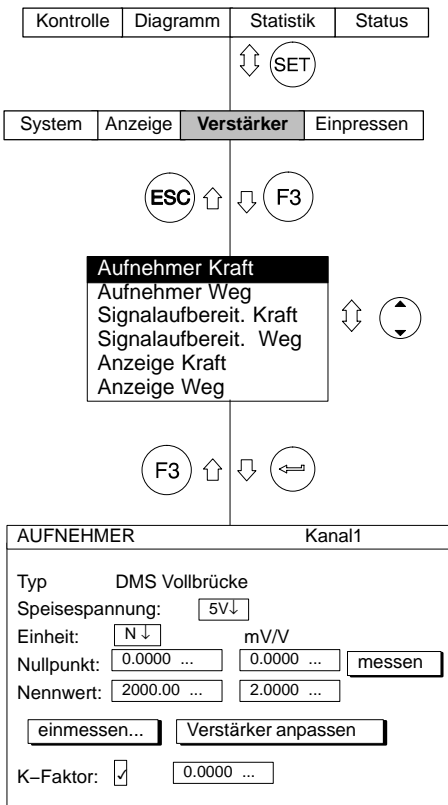 Kontrolle Diagramm Statistik Status
SET
System Anzeige Verstärker Einpressen
ESC F3
Aufnehmer Kraft
Aufnehmer Weg
Signalaufbereit. Kraft
Signalaufbereit. Weg
Anzeige Kraft
Anzeige Weg
F3
AUFNEHMER Kanal1
Typ DMS Vollbrücke
Speisespannung: 5V↓
Einheit: N↓ mV/V
Nullpunkt: 0.0000 ... 0.0000 ... messen
Nennwert: 2000.00 ... 2.0000 ...
einmessen... Verstärker anpassen
K–Faktor: ✓ 0.0000 ...